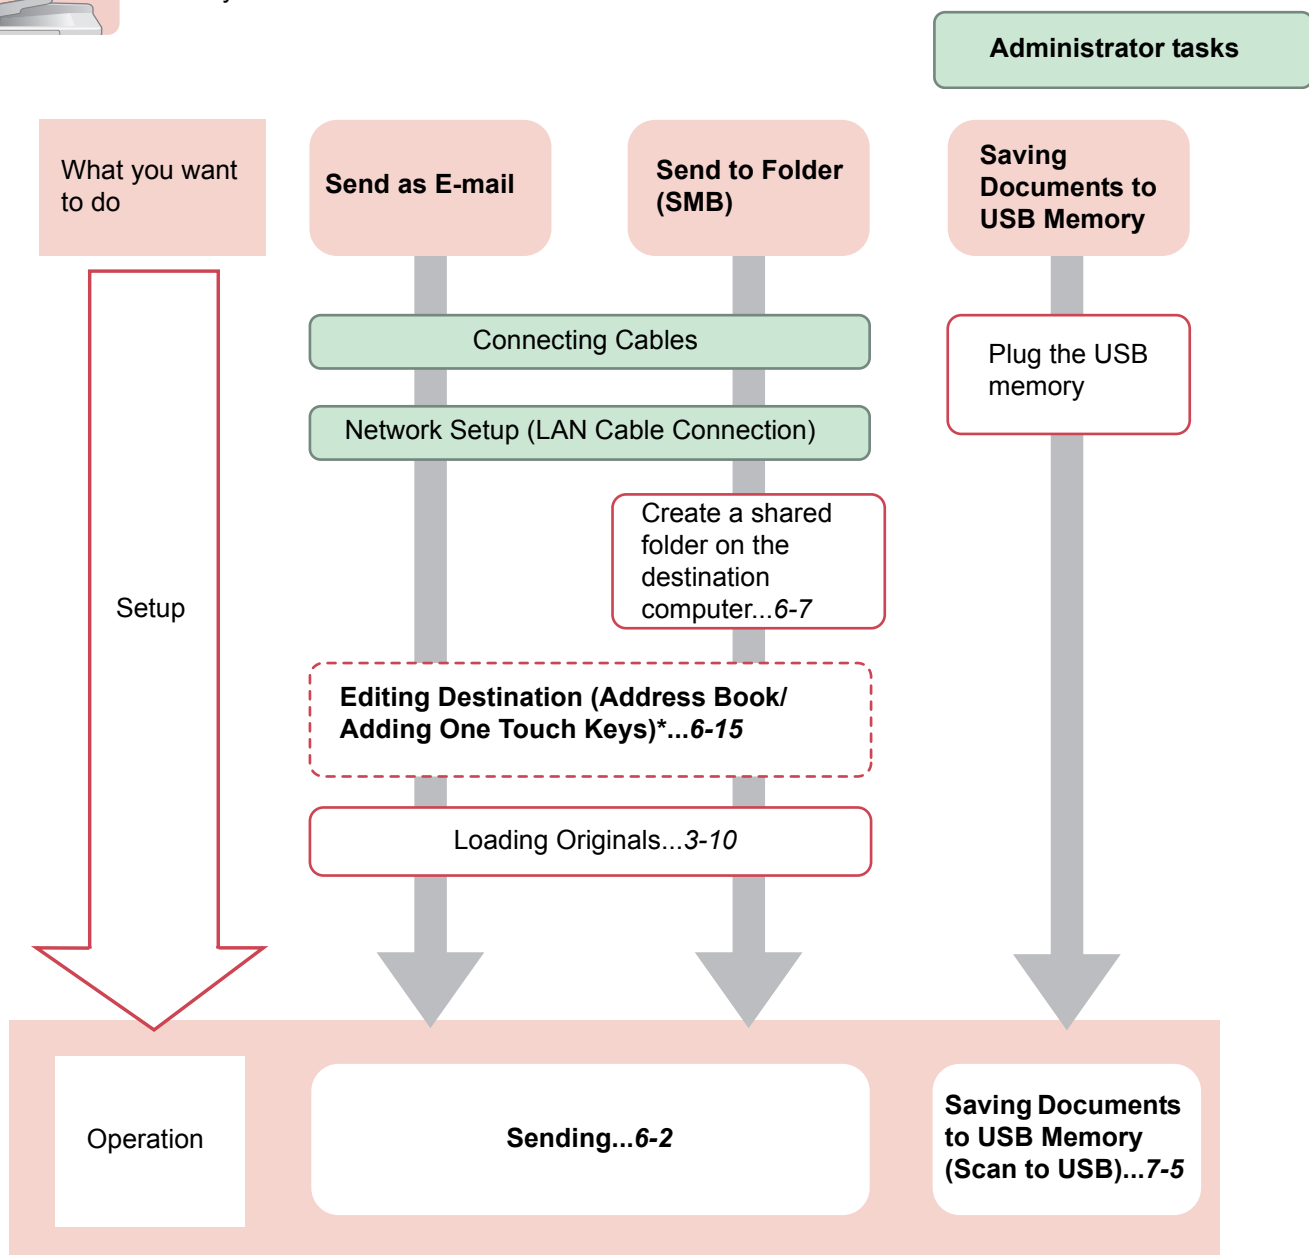 Administrator tasks
What you want
to do
Send as E-mail
Send to Folder
(SMB)
Saving
Documents to
USB Memory
Connecting Cables
Plug the USB
memory
Network Setup (LAN Cable Connection)
Create a shared
folder on the
destination
computer...6-7
Setup
Editing Destination (Address Book/
Adding One Touch Keys)*...6-15
Loading Originals...3-10
Operation
Sending...6-2
Saving Documents
to USB Memory
(Scan to USB)...7-5